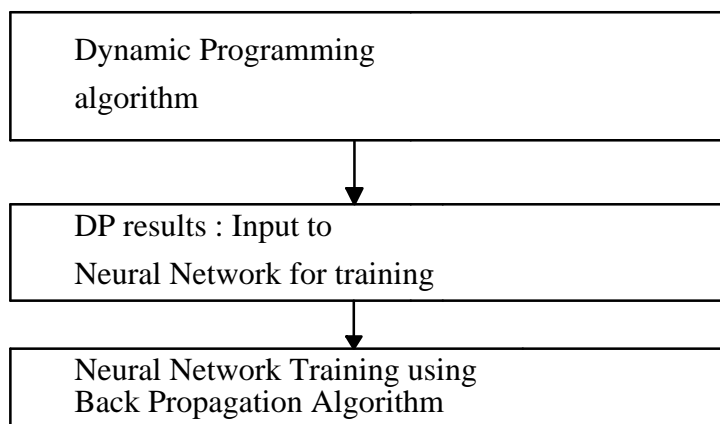 Dynamic Programming
algorithm
DP results : Input to
Neural Network for training
Neural Network Training using
Back Propagation Algorithm